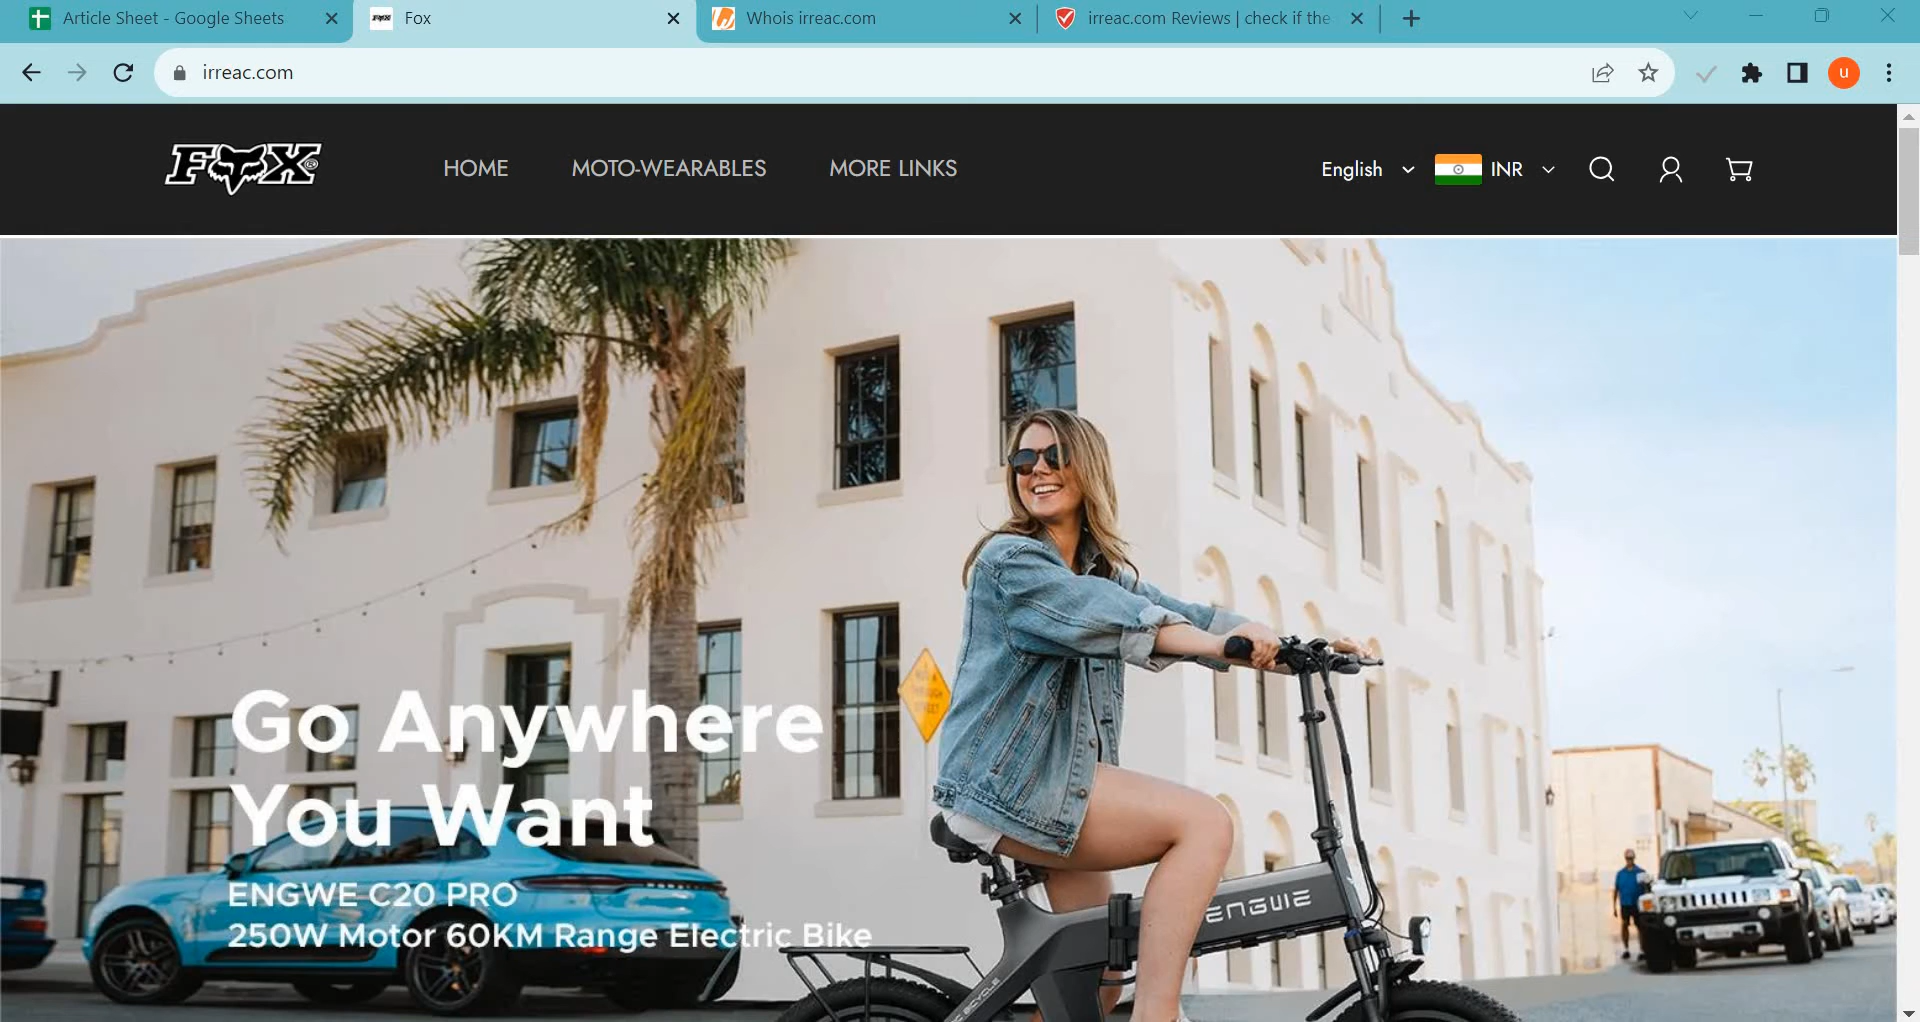 Article Sheet - Google Sheets
Fox
Whois irreac.com
irreac.com Reviews | check if the
irreac.com
u
FOX
HOME
MOTO-WEARABLES
MORE LINKS
English
INR
Go Anywhere
You Want
ENGWE C20 PRO
250W Motor 60KM Range Electric Bike
ENGWE